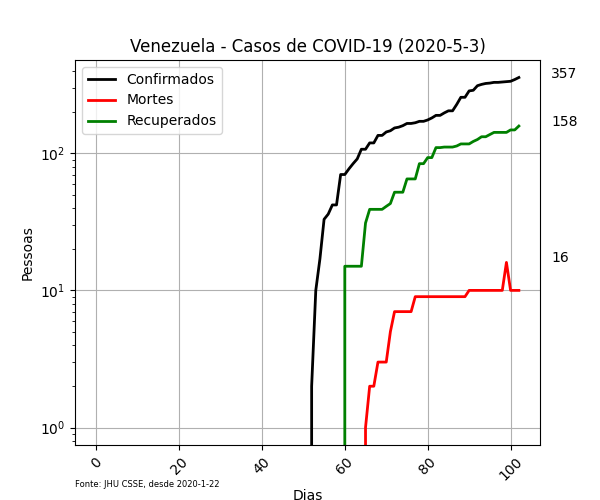 Venezuela - Casos de COVID-19 (2020-5-3)
Confirmados
Mortes
Recuperados
357
158
16
10²
10¹
10⁰
Pessoas
0 20 40 60 80 100
Fonte: JHU CSSE, desde 2020-1-22
Dias